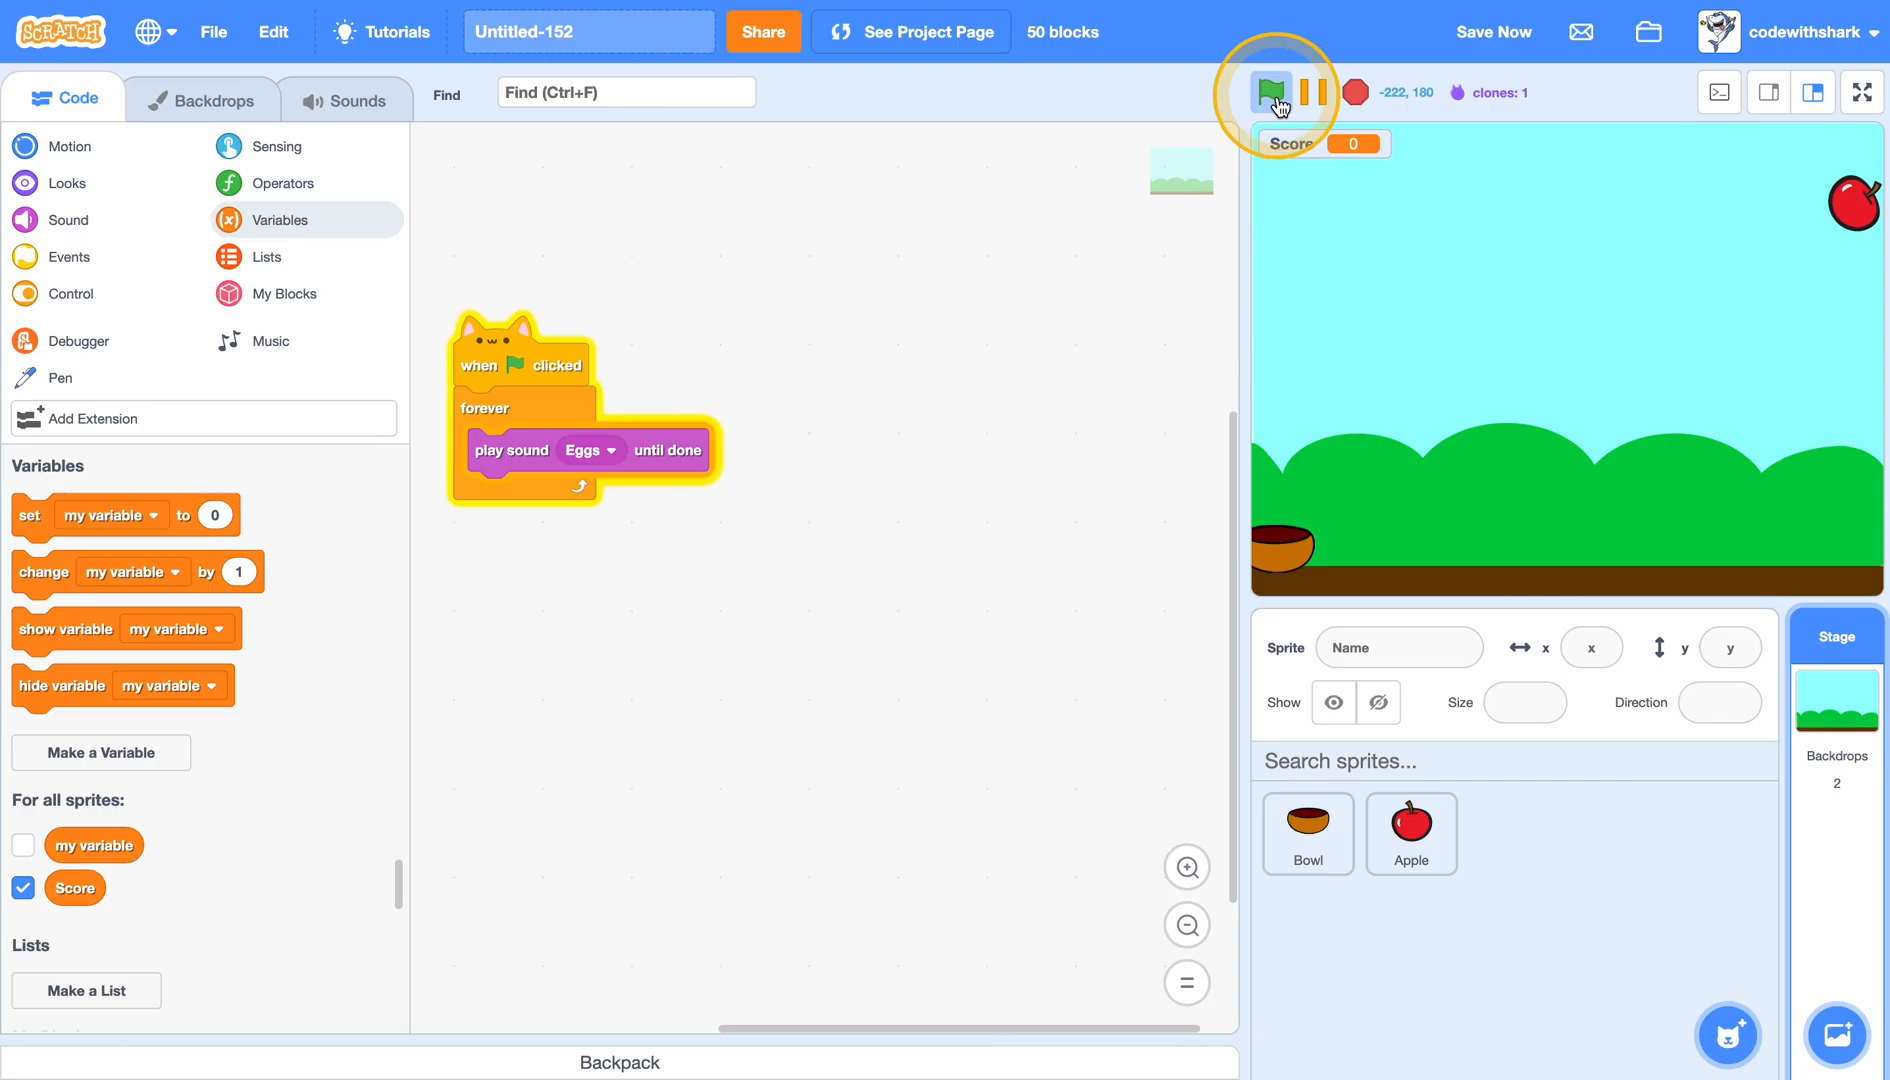 SCRATCH
File
Edit
Tutorials
Untitled-152
Share
See Project Page
50 blocks
Save Now
codewithshark
Code
Backdrops
Sounds
Find
Find (Ctrl+F)
-222, 180
clones: 1
Motion
Sensing
Looks
Operators
Sound
Variables
Events
Lists
Control
My Blocks
Debugger
Music
Pen
Add Extension
Variables
set my variable to 0
change my variable by 1
show variable my variable
hide variable my variable
Make a Variable
For all sprites:
my variable
Score
Lists
Make a List
when clicked
forever
play sound Eggs until done
Backpack
Score 0
Sprite Name x x y y
Show Size Direction
Search sprites...
Bowl
Apple
Stage
Backdrops
2